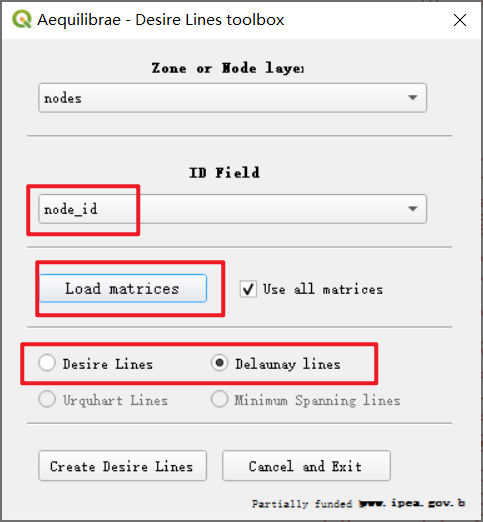 Aequilibrae - Desire Lines toolbox
Zone or Node layer
nodes
ID Field
node_id
Load matrices
Use all matrices
Desire Lines
Delaunay lines
Urquhart Lines
Minimum Spanning lines
Create Desire Lines
Cancel and Exit
Partially funded www.ipea.gov.b